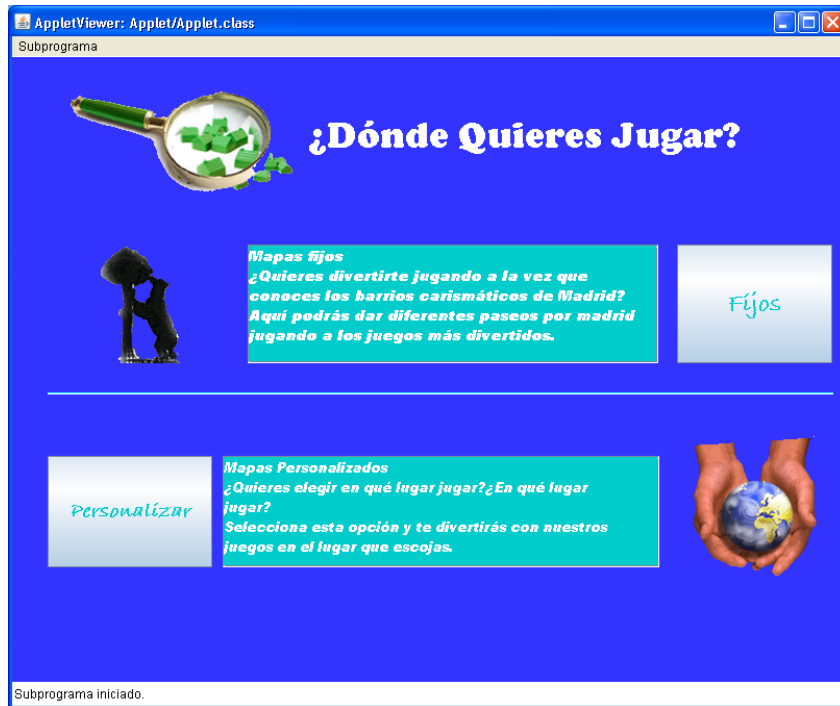 AppletViewer: Applet/Applet.class
Subprograma
¿Dónde Quieres Jugar?
Mapas fijos
¿Quieres divertirte jugando a la vez que
conoces los barrios carismáticos de Madrid?
Aquí podrás dar diferentes paseos por madrid
jugando a los juegos más divertidos.
Fijos
Personalizar
Mapas Personalizados
¿Quieres elegir en qué lugar jugar?¿En qué lugar
jugar?
Selecciona esta opción y te divertirás con nuestros
juegos en el lugar que escojas.
Subprograma iniciado.